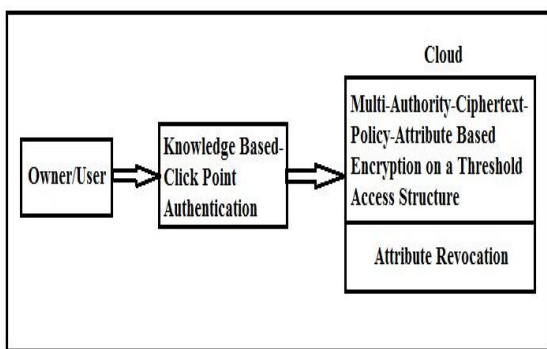 Cloud
Owner/User
Knowledge Based-
Click Point
Authentication
Multi-Authority-Ciphertext-
Policy-Attribute Based
Encryption on a Threshold
Access Structure
Attribute Revocation